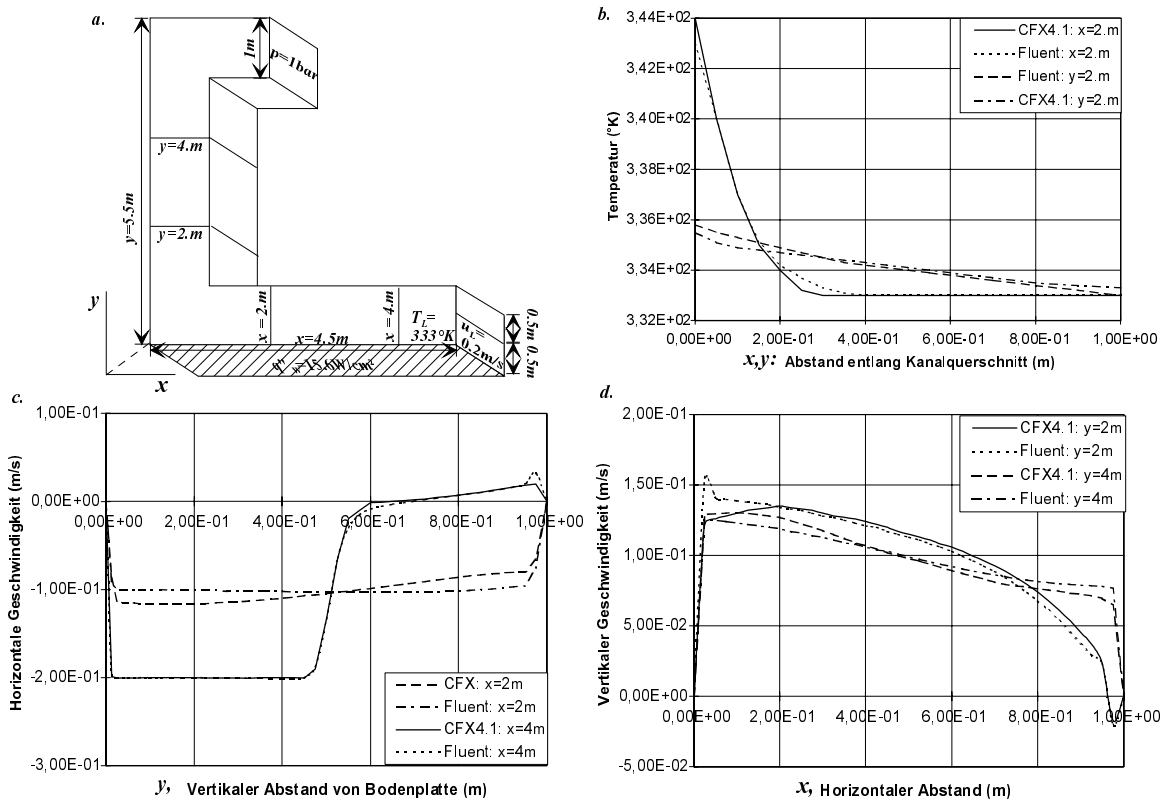 a.
1m
p=1bar
y=4.m
y=5.5m
y=2.m
y
x = 2.m
x = 4.m
T_L=
333°K
u_L=
0.2m/s
0.5m 0.5m
x=4.5m
x
b.
3,44E+02
3,42E+02
3,40E+02
3,38E+02
3,36E+02
3,34E+02
3,32E+02
Temperatur (°K)
CFX4.1: x=2.m
Fluent: x=2.m
Fluent: y=2.m
CFX4.1: y=2.m
0,00E+00 2,00E-01 4,00E-01 6,00E-01 8,00E-01 1,00E+00
x,y: Abstand entlang Kanalquerschnitt (m)
c.
1,00E-01
0,00E+00
-1,00E-01
-2,00E-01
-3,00E-01
Horizontale Geschwindigkeit (m/s)
0,00E+00 2,00E-01 4,00E-01 6,00E-01 8,00E-01 1,00E+00
CFX: x=2m
Fluent: x=2m
CFX4.1: x=4m
Fluent: x=4m
y, Vertikaler Abstand von Bodenplatte (m)
d.
2,00E-01
1,50E-01
1,00E-01
5,00E-02
0,00E+00
-5,00E-02
Vertikaler Geschwindigkeit (m/s)
CFX4.1: y=2m
Fluent: y=2m
CFX4.1: y=4m
Fluent: y=4m
0,00E+00 2,00E-01 4,00E-01 6,00E-01 8,00E-01 1,00E+00
x, Horizontaler Abstand (m)